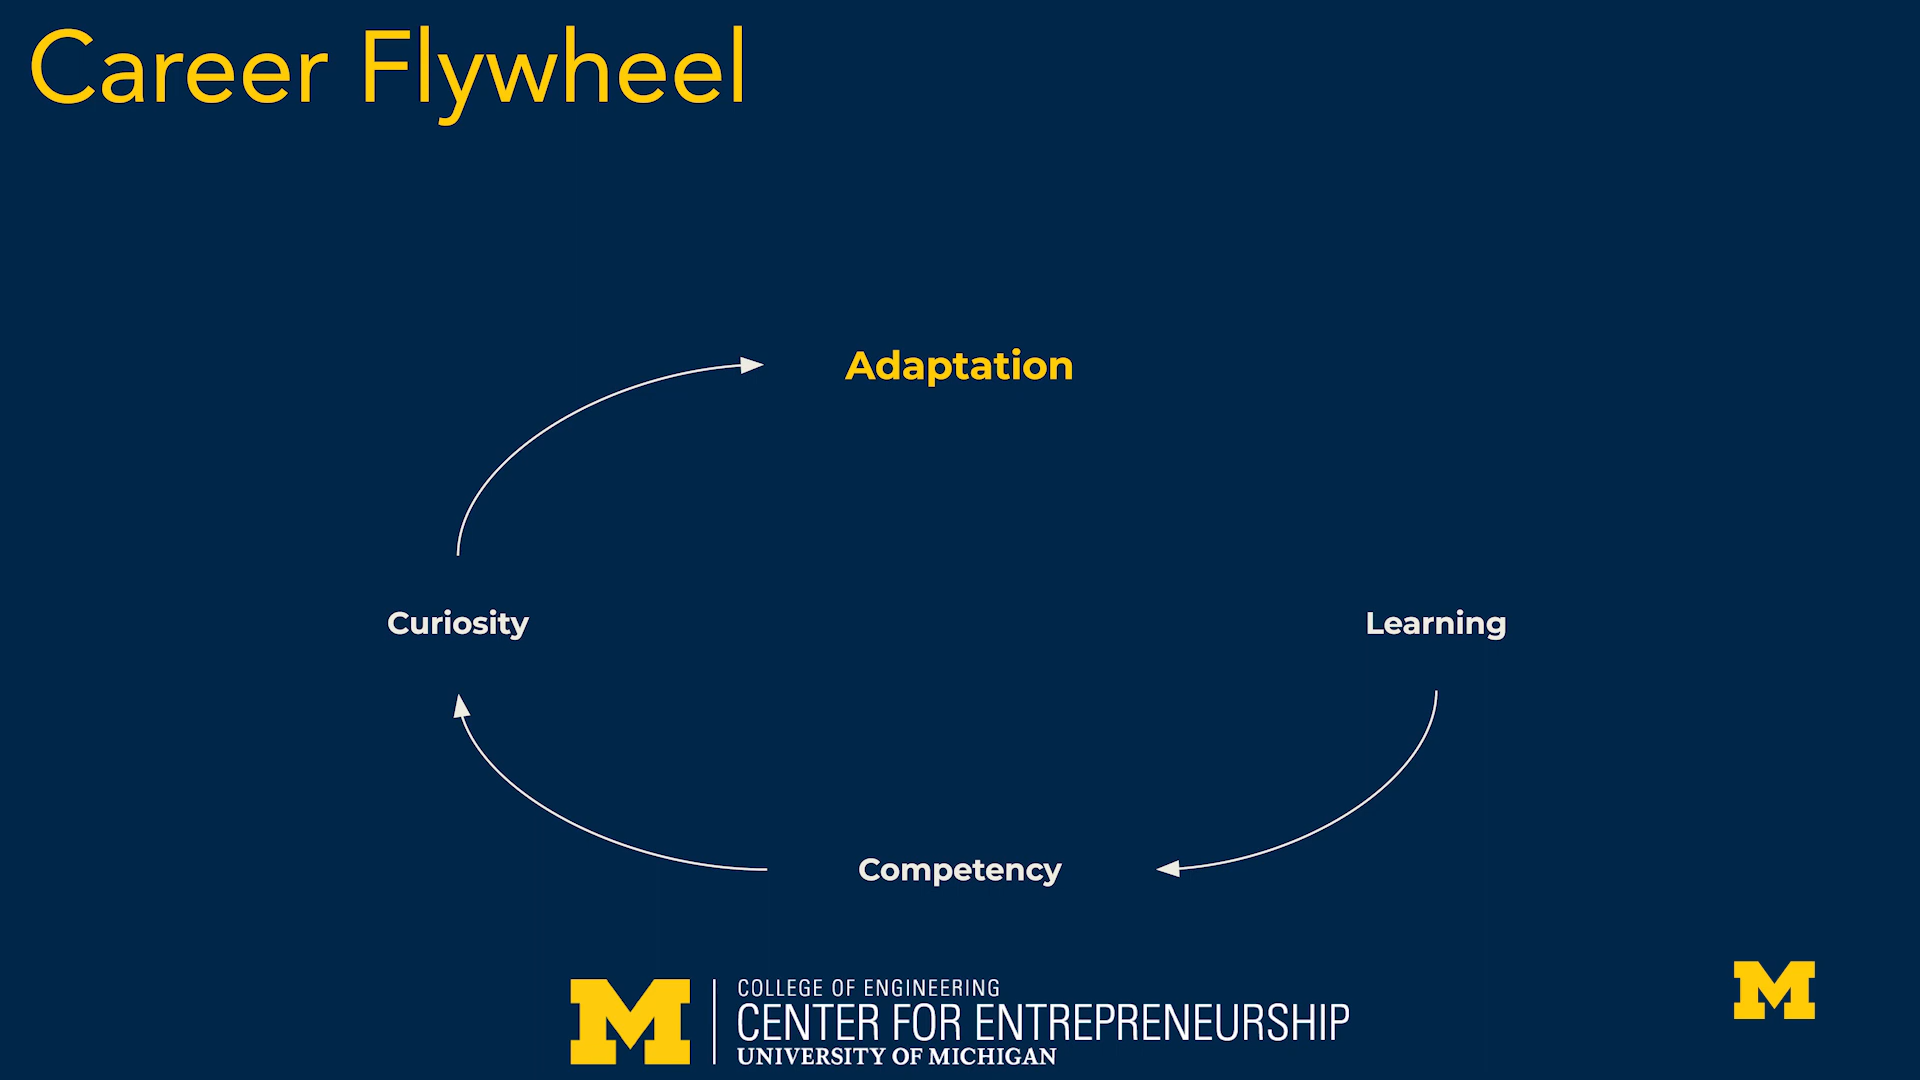 Career Flywheel
Adaptation
Curiosity
Learning
Competency
COLLEGE OF ENGINEERING
CENTER FOR ENTREPRENEURSHIP
UNIVERSITY OF MICHIGAN
M
M